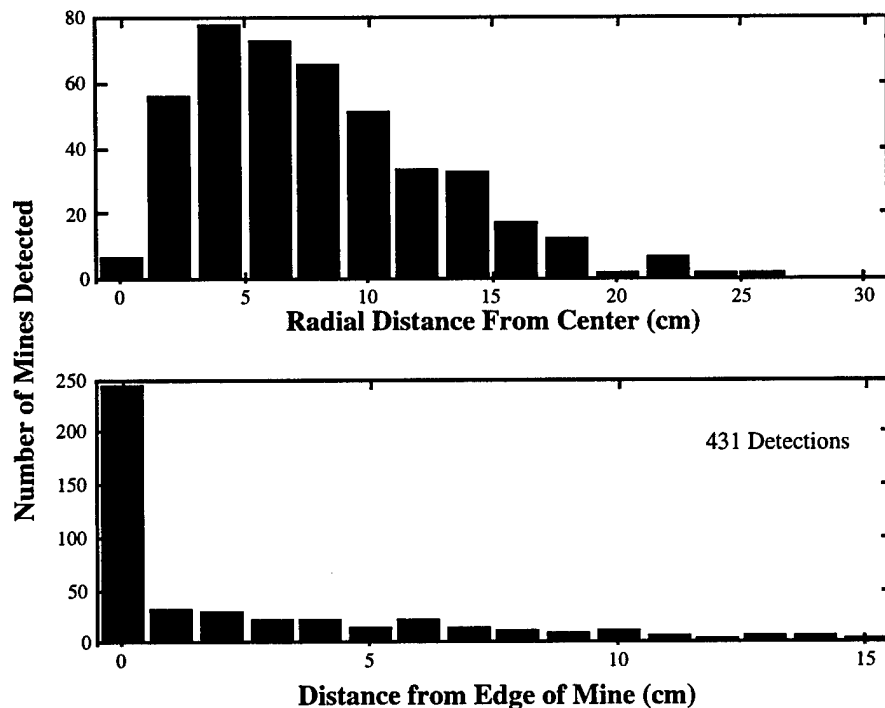 80
60
40
20
0
0 5 10 15 20 25 30
Radial Distance From Center (cm)
Number of Mines Detected
250
200
150
100
50
0
431 Detections
0 5 10 15
Distance from Edge of Mine (cm)